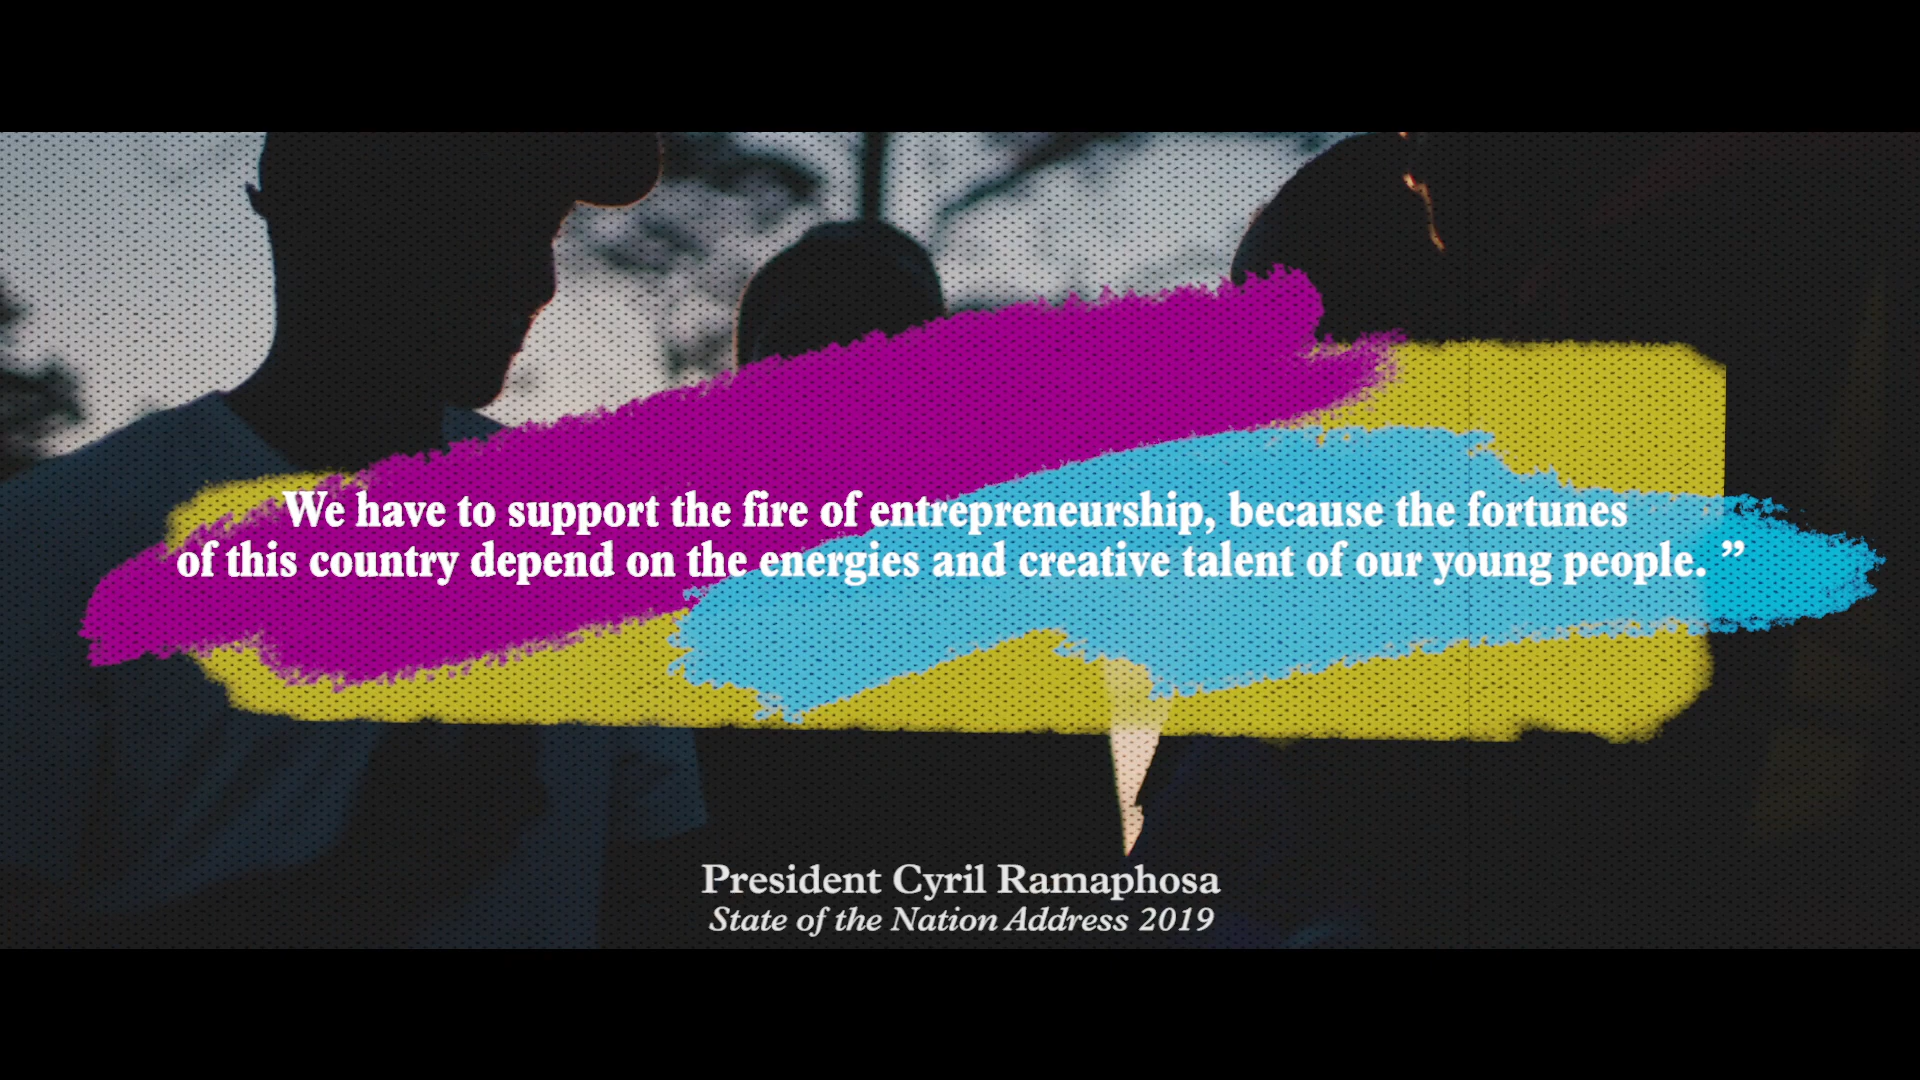 We have to support the fire of entrepreneurship, because the fortunes
of this country depend on the energies and creative talent of our young people. ”
President Cyril Ramaphosa
State of the Nation Address 2019